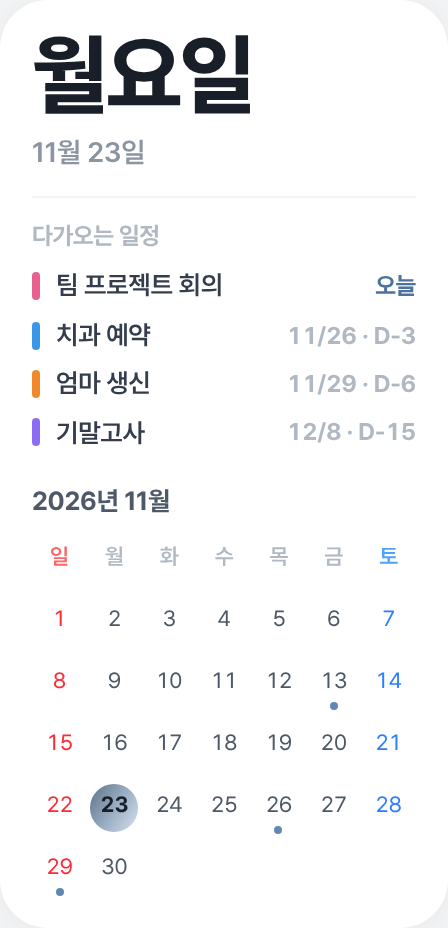 월요일
11월 23일
다가오는 일정
팀 프로젝트 회의 오늘
치과 예약 11/26 · D-3
엄마 생신 11/29 · D-6
기말고사 12/8 · D-15
2026년 11월
일 월 화 수 목 금 토
1 2 3 4 5 6 7
8 9 10 11 12 13 14
15 16 17 18 19 20 21
22 23 24 25 26 27 28
29 30